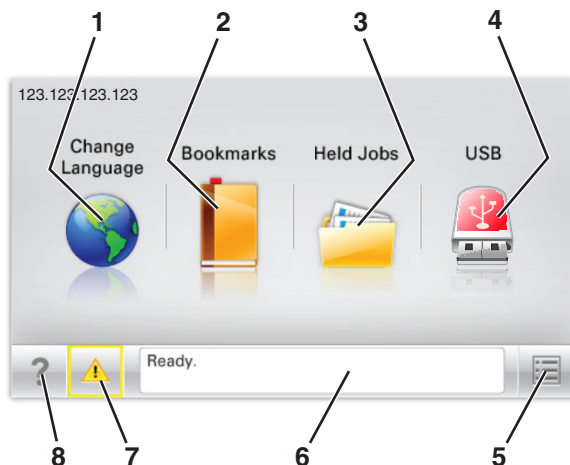 1 2 3 4
123.123.123.123
Change
Language
Bookmarks
Held Jobs
USB
?
Ready.
8 7 6 5